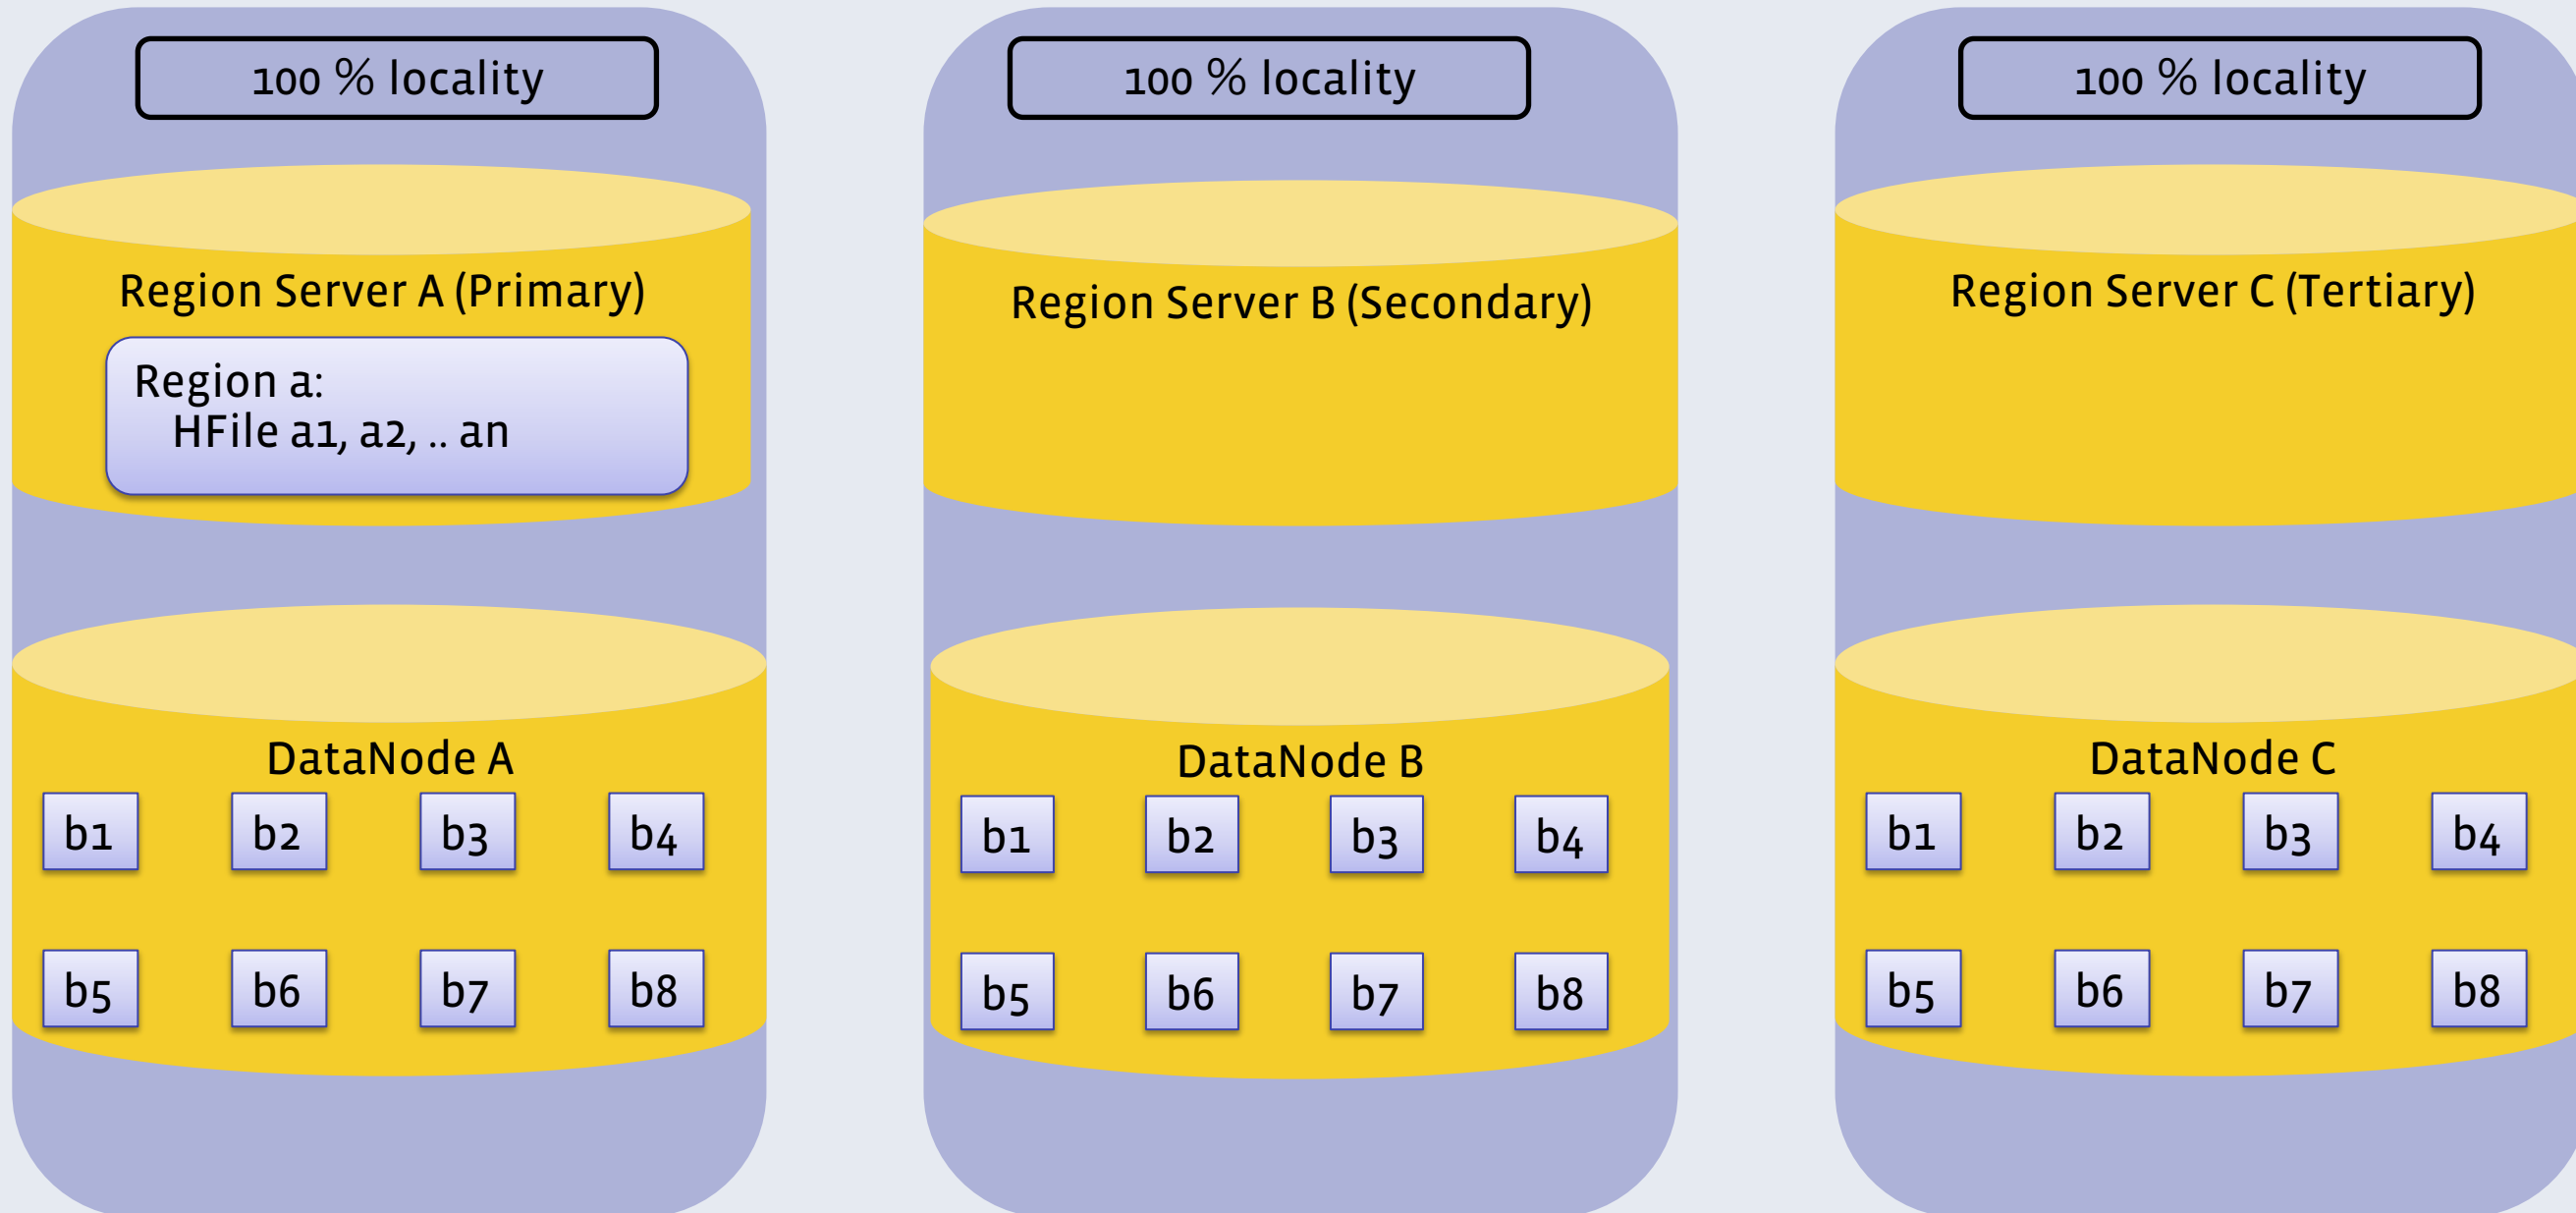 100 % locality
Region Server A (Primary)
Region a:
HFile a1, a2, .. an
DataNode A
b1 b2 b3 b4
b5 b6 b7 b8
100 % locality
Region Server B (Secondary)
DataNode B
b1 b2 b3 b4
b5 b6 b7 b8
100 % locality
Region Server C (Tertiary)
DataNode C
b1 b2 b3 b4
b5 b6 b7 b8